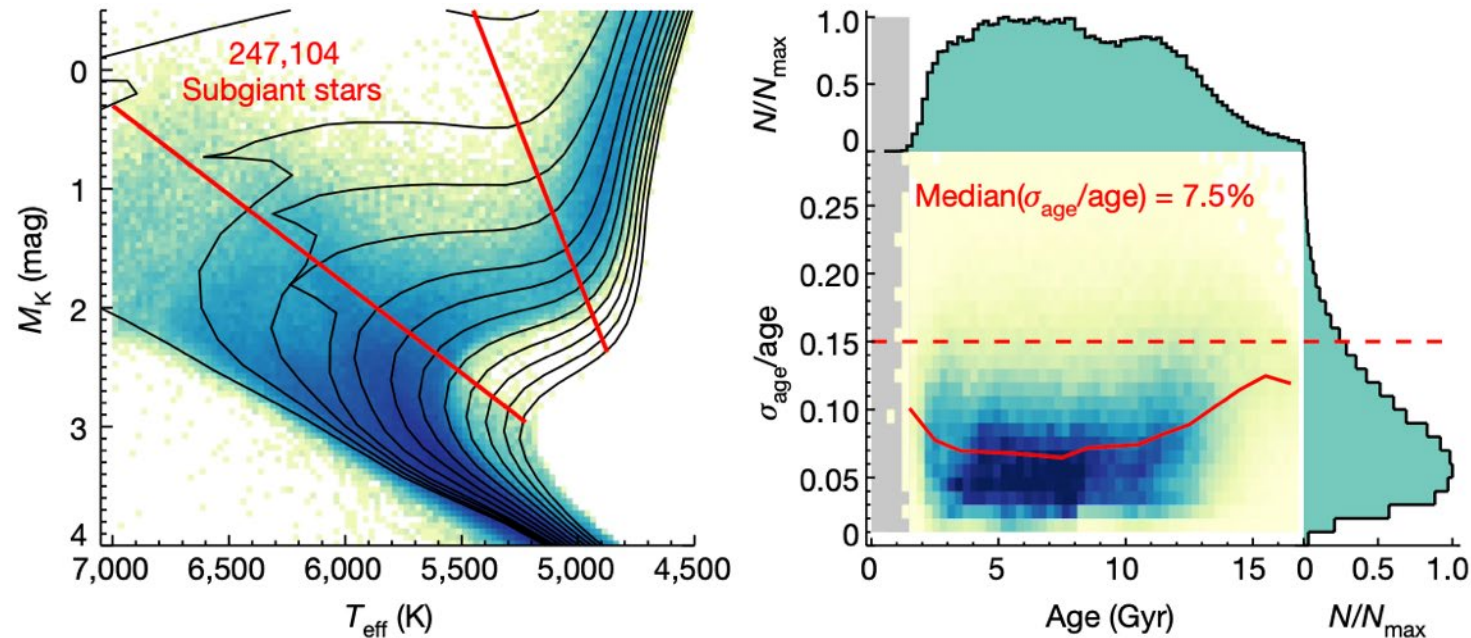 247,104
Subgiant stars
0
1
2
3
4
M_K (mag)
7,000 6,500 6,000 5,500 5,000 4,500
T_eff (K)
1.0
0.5
0
N/N_max
Median(σ_age/age) = 7.5%
0.25
0.20
0.15
0.10
0.05
0
σ_age/age
0 5 10 15
Age (Gyr)
0 0.5 1.0
N/N_max